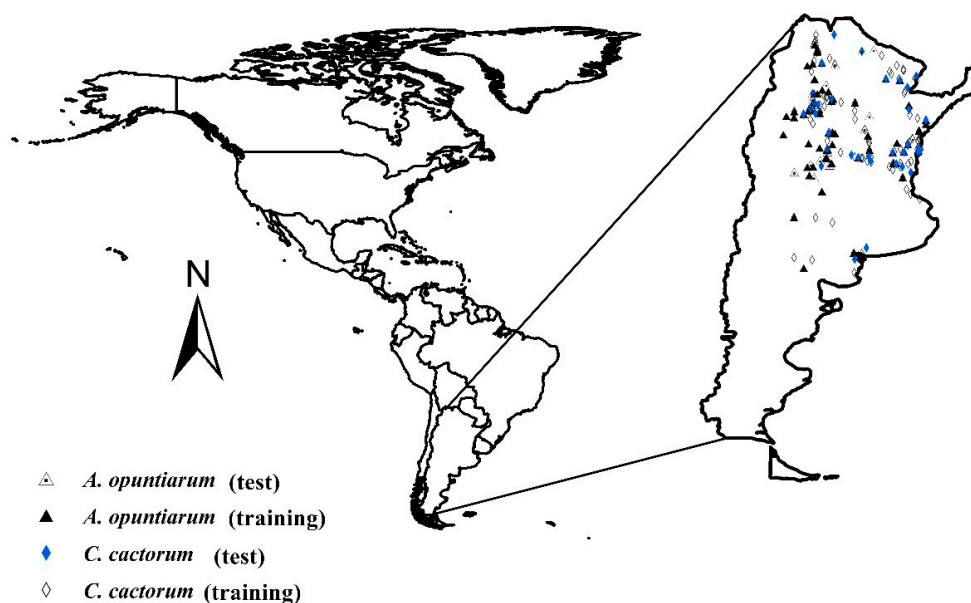 N
A. opuntiarum (test)
A. opuntiarum (training)
C. cactorum (test)
C. cactorum (training)